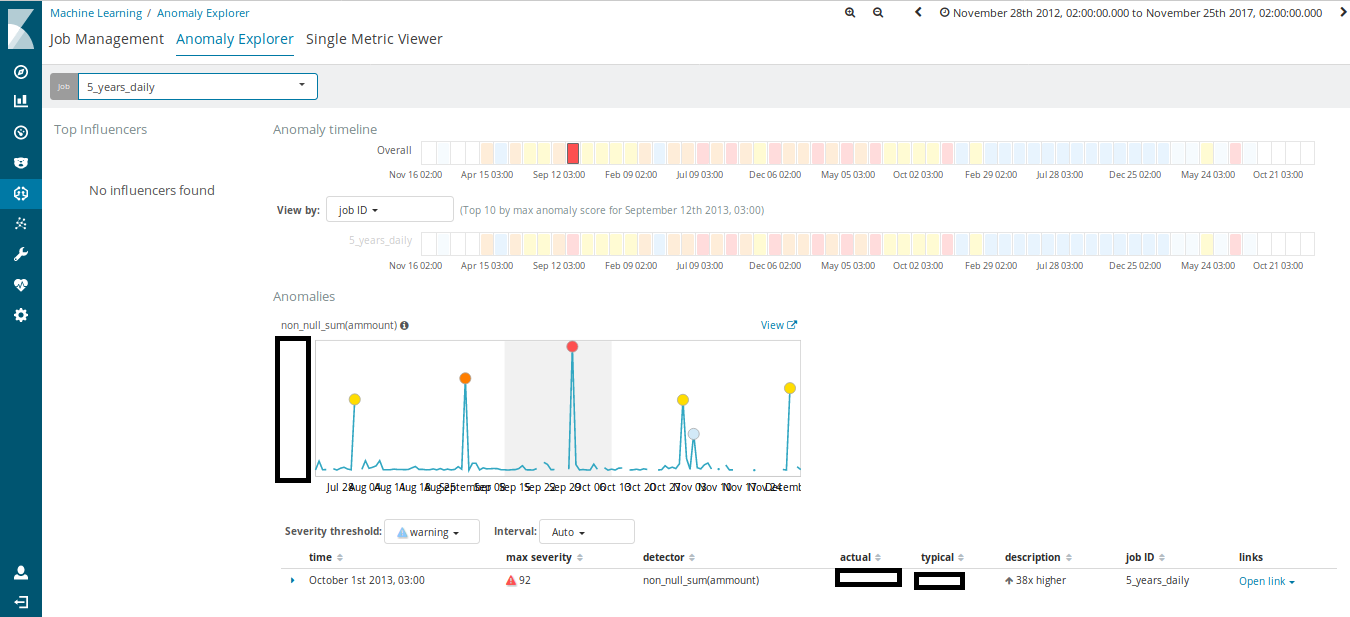 Machine Learning / Anomaly Explorer
November 28th 2012, 02:00:00.000 to November 25th 2017, 02:00:00.000
Job Management Anomaly Explorer Single Metric Viewer
job 5_years_daily
Top Influencers
No influencers found
Anomaly timeline
Overall
Nov 16 02:00 Apr 15 03:00 Sep 12 03:00 Feb 09 02:00 Jul 09 03:00 Dec 06 02:00 May 05 03:00 Oct 02 03:00 Feb 29 02:00 Jul 28 03:00 Dec 25 02:00 May 24 03:00 Oct 21 03:00
View by: job ID (Top 10 by max anomaly score for September 12th 2013, 03:00)
5_years_daily
Nov 16 02:00 Apr 15 03:00 Sep 12 03:00 Feb 09 02:00 Jul 09 03:00 Dec 06 02:00 May 05 03:00 Oct 02 03:00 Feb 29 02:00 Jul 28 03:00 Dec 25 02:00 May 24 03:00 Oct 21 03:00
Anomalies
non_null_sum(ammount) View
Jul 28 Aug 04 Aug 11 Aug 18 Aug 25 September Sep 08 Sep 15 Sep 22 Sep 29 Oct 06 Oct 13 Oct 20 Oct 27 Nov 03 Nov 10 Nov 17 Nov 24
Severity threshold: warning Interval: Auto
time max severity detector actual typical description job ID links
October 1st 2013, 03:00 92 non_null_sum(ammount) 38x higher 5_years_daily Open link